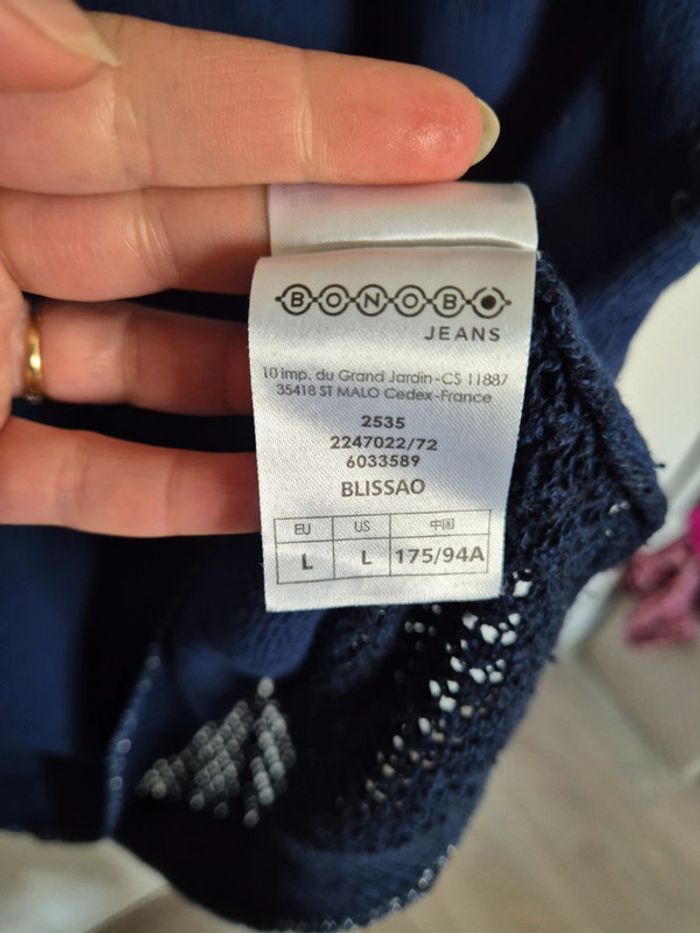 BONOBO
JEANS
10 imp. du Grand Jardin-CS 11887
35418 ST MALO Cedex-France
2535
2247022/72
6033589
BLISSAO
EU US 中国
L L 175/94A